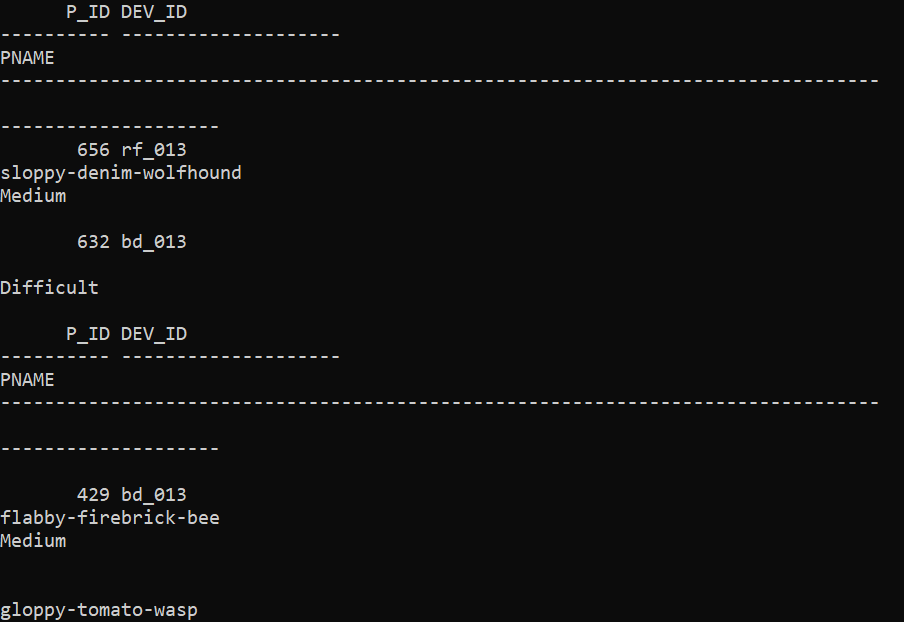 P_ID DEV_ID
---------- --------------------
PNAME
--------------------------------------------------------------------------------
--------------------
656 rf_013
sloppy-denim-wolfhound
Medium
632 bd_013
Difficult
P_ID DEV_ID
---------- --------------------
PNAME
--------------------------------------------------------------------------------
--------------------
429 bd_013
flabby-firebrick-bee
Medium
gloppy-tomato-wasp